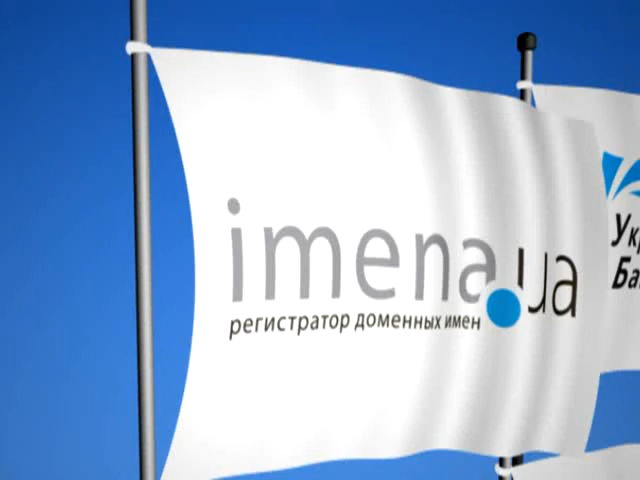 imena.ua
регистратор доменных имен